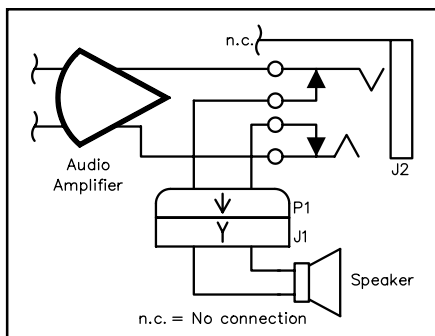 n.c.
Audio
Amplifier
J2
P1
J1
Speaker
n.c. = No connection